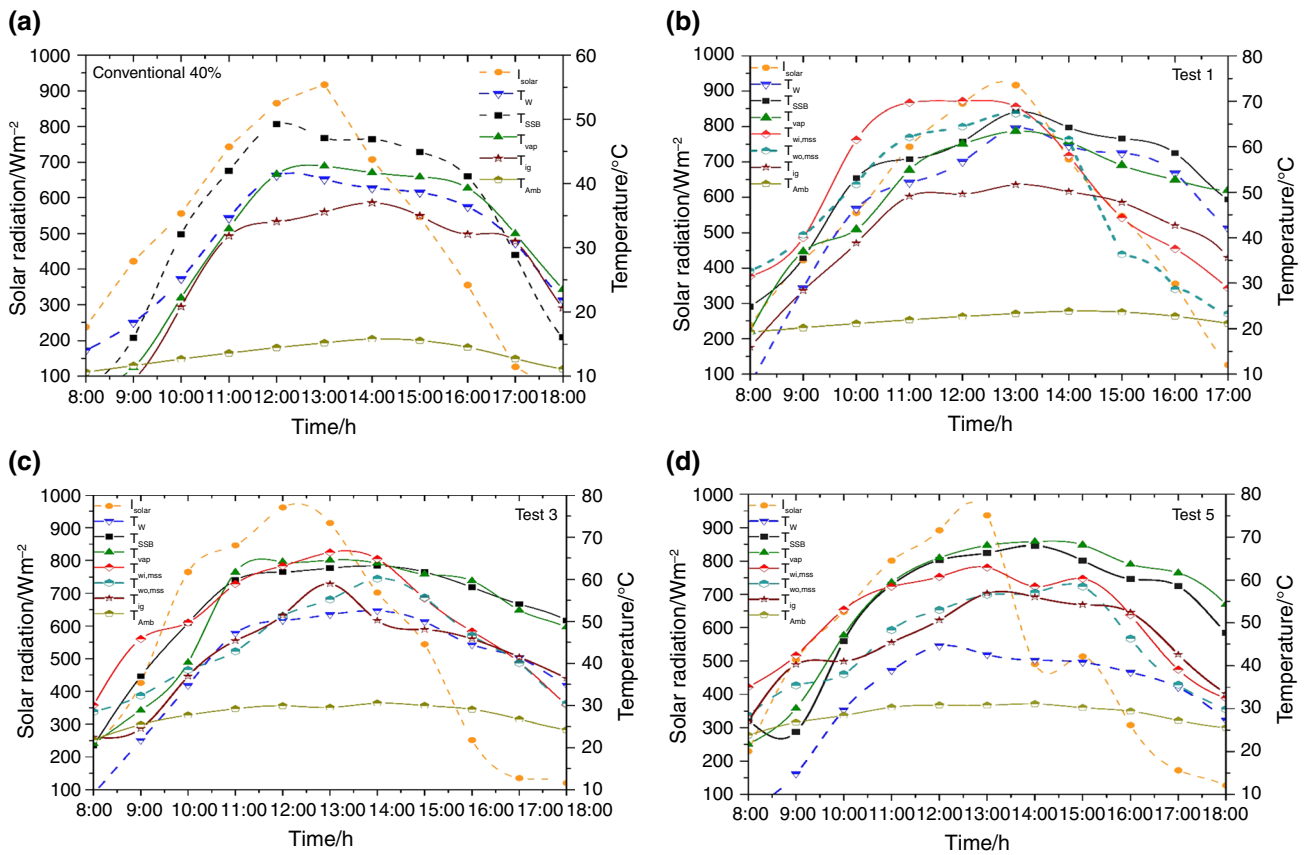 (a)
Conventional 40%
I_solar
T_W
T_SSB
T_vap
T_ig
T_Amb
1000
900
800
700
600
500
400
300
200
100
Solar radiation/Wm⁻²
60
50
40
30
20
10
Temperature/°C
8:00 9:00 10:00 11:00 12:00 13:00 14:00 15:00 16:00 17:00 18:00
Time/h
(b)
Test 1
I_solar
T_W
T_SSB
T_vap
T_wi,mss
T_wo,mss
T_ig
T_Amb
1000
900
800
700
600
500
400
300
200
100
Solar radiation/Wm⁻²
80
70
60
50
40
30
20
10
Temperature/°C
8:00 9:00 10:00 11:00 12:00 13:00 14:00 15:00 16:00 17:00
Time/h
(c)
Test 3
I_solar
T_W
T_SSB
T_vap
T_wi,mss
T_wo,mss
T_ig
T_Amb
1000
900
800
700
600
500
400
300
200
100
Solar radiation/Wm⁻²
80
70
60
50
40
30
20
10
Temperature/°C
8:00 9:00 10:00 11:00 12:00 13:00 14:00 15:00 16:00 17:00 18:00
Time/h
(d)
Test 5
I_solar
T_W
T_SSB
T_vap
T_wi,mss
T_wo,mss
T_ig
T_Amb
1000
900
800
700
600
500
400
300
200
100
Solar radiation/Wm⁻²
80
70
60
50
40
30
20
10
Temperature/°C
8:00 9:00 10:00 11:00 12:00 13:00 14:00 15:00 16:00 17:00 18:00
Time/h